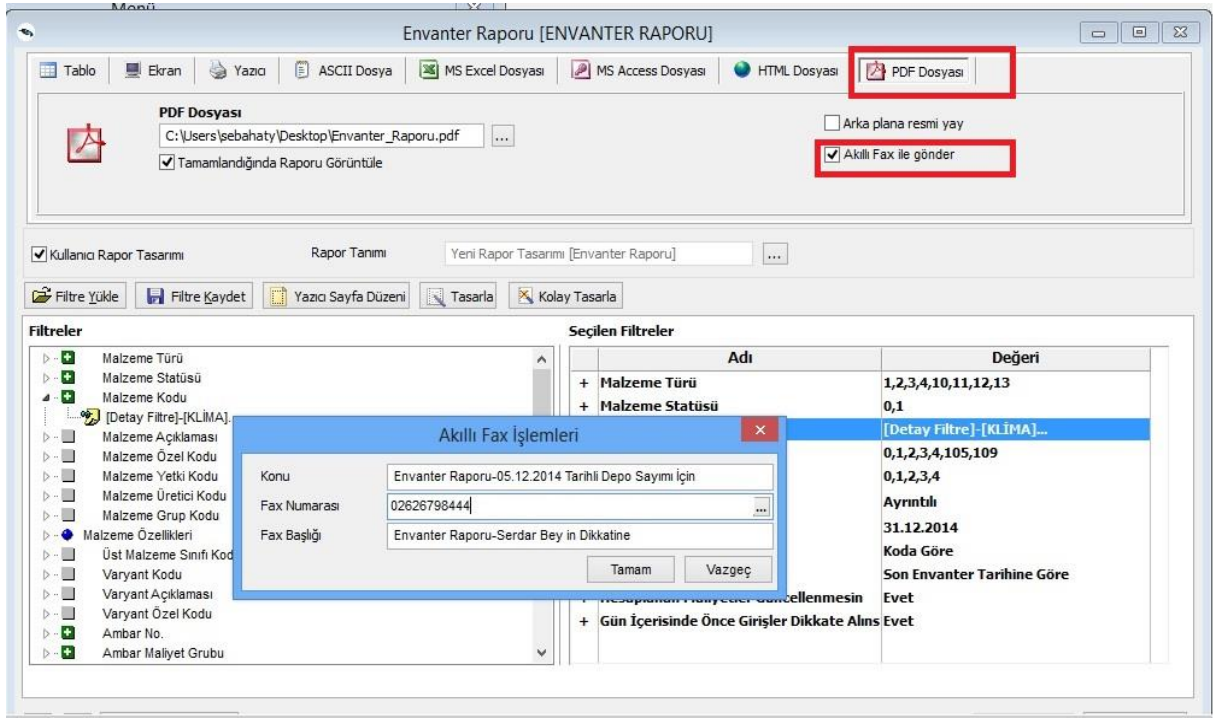 Menü
Envanter Raporu [ENVANTER RAPORU]
Tablo Ekran Yazıcı ASCII Dosya MS Excel Dosyası MS Access Dosyası HTML Dosyası PDF Dosyası
PDF Dosyası
C:\Users\sebahaty\Desktop\Envanter_Raporu.pdf ...
Arka plana resmi yay
Tamamlandığında Raporu Görüntüle
Akıllı Fax ile gönder
Kullanıcı Rapor Tasarımı Rapor Tanımı Yeni Rapor Tasarımı [Envanter Raporu] ...
Filtre Yükle Filtre Kaydet Yazıcı Sayfa Düzeni Tasarla Kolay Tasarla
Filtreler
Malzeme Türü
Malzeme Statüsü
Malzeme Kodu
[Detay Filtre]-[KLİMA]...
Malzeme Açıklaması
Malzeme Özel Kodu
Malzeme Yetki Kodu
Malzeme Üretici Kodu
Malzeme Grup Kodu
Malzeme Özellikleri
Üst Malzeme Sınıfı Kod
Varyant Kodu
Varyant Açıklaması
Varyant Özel Kodu
Ambar No.
Ambar Maliyet Grubu
Seçilen Filtreler
Adı Değeri
+ Malzeme Türü 1,2,3,4,10,11,12,13
+ Malzeme Statüsü 0,1
[Detay Filtre]-[KLİMA]...
0,1,2,3,4,105,109
0,1,2,3,4
Ayrıntılı
31.12.2014
Koda Göre
Son Envanter Tarihine Göre
Evet
+ Gün İçerisinde Önce Girişler Dikkate Alıns Evet
Akıllı Fax İşlemleri
Konu Envanter Raporu-05.12.2014 Tarihli Depo Sayımı İçin
Fax Numarası 02626798444 ...
Fax Başlığı Envanter Raporu-Serdar Bey in Dikkatine
Tamam Vazgeç